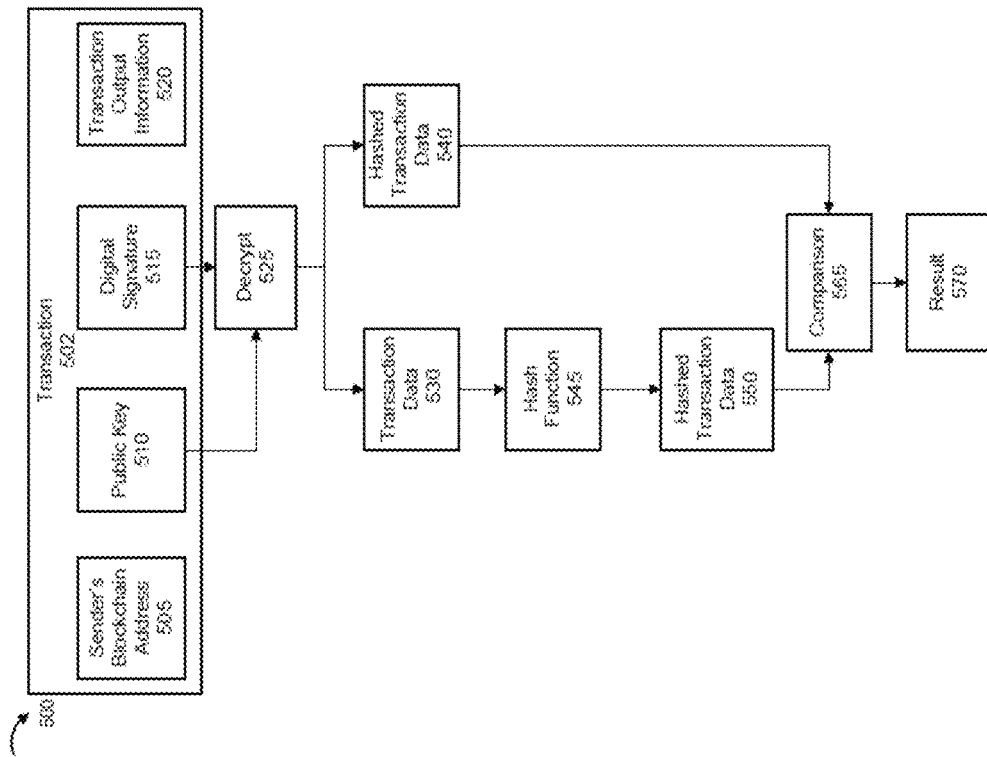 500
Transaction
502
Sender's
Blockchain
Address
505
Public Key
510
Digital
Signature
515
Transaction
Output
Information
520
Decrypt
525
Transaction
Data
530
Hashed
Transaction
Data
540
Hash
Function
545
Hashed
Transaction
Data
550
Comparison
565
Result
570